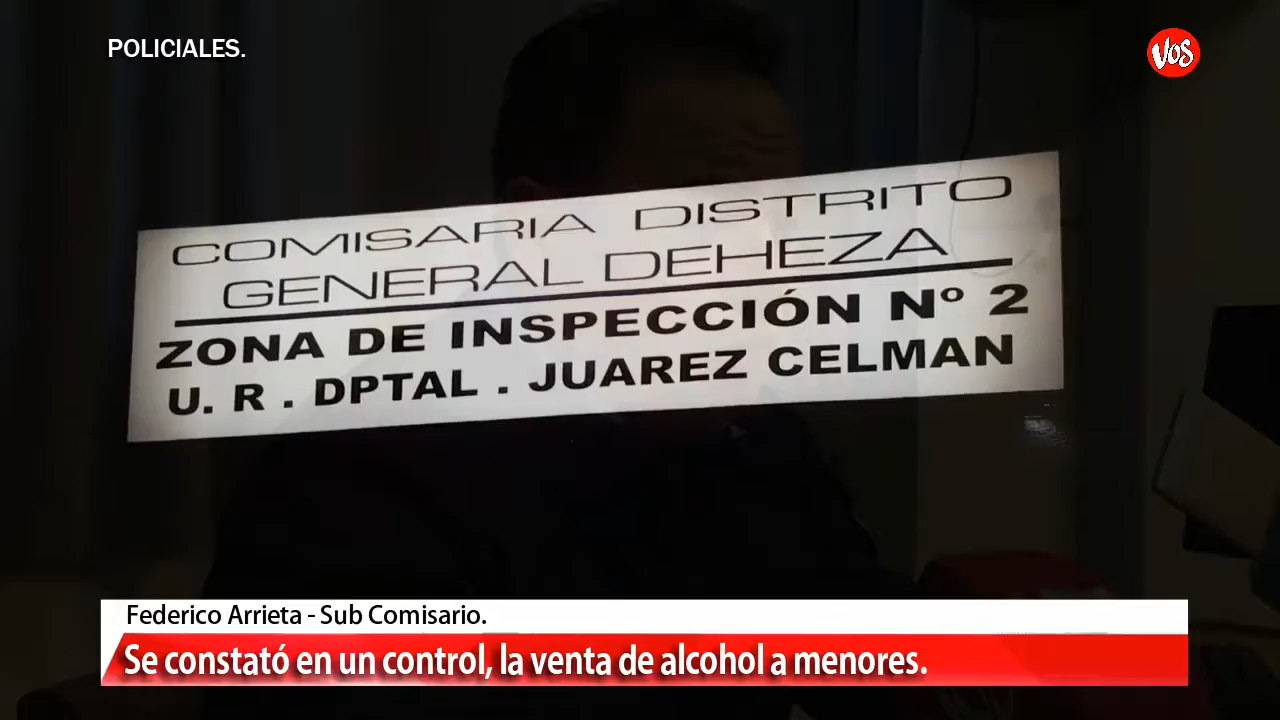 POLICIALES.
VOS
COMISARIA DISTRITO
GENERAL DEHEZA
ZONA DE INSPECCIÓN Nº 2
U. R . DPTAL . JUAREZ CELMAN
Federico Arrieta - Sub Comisario.
Se constató en un control, la venta de alcohol a menores.